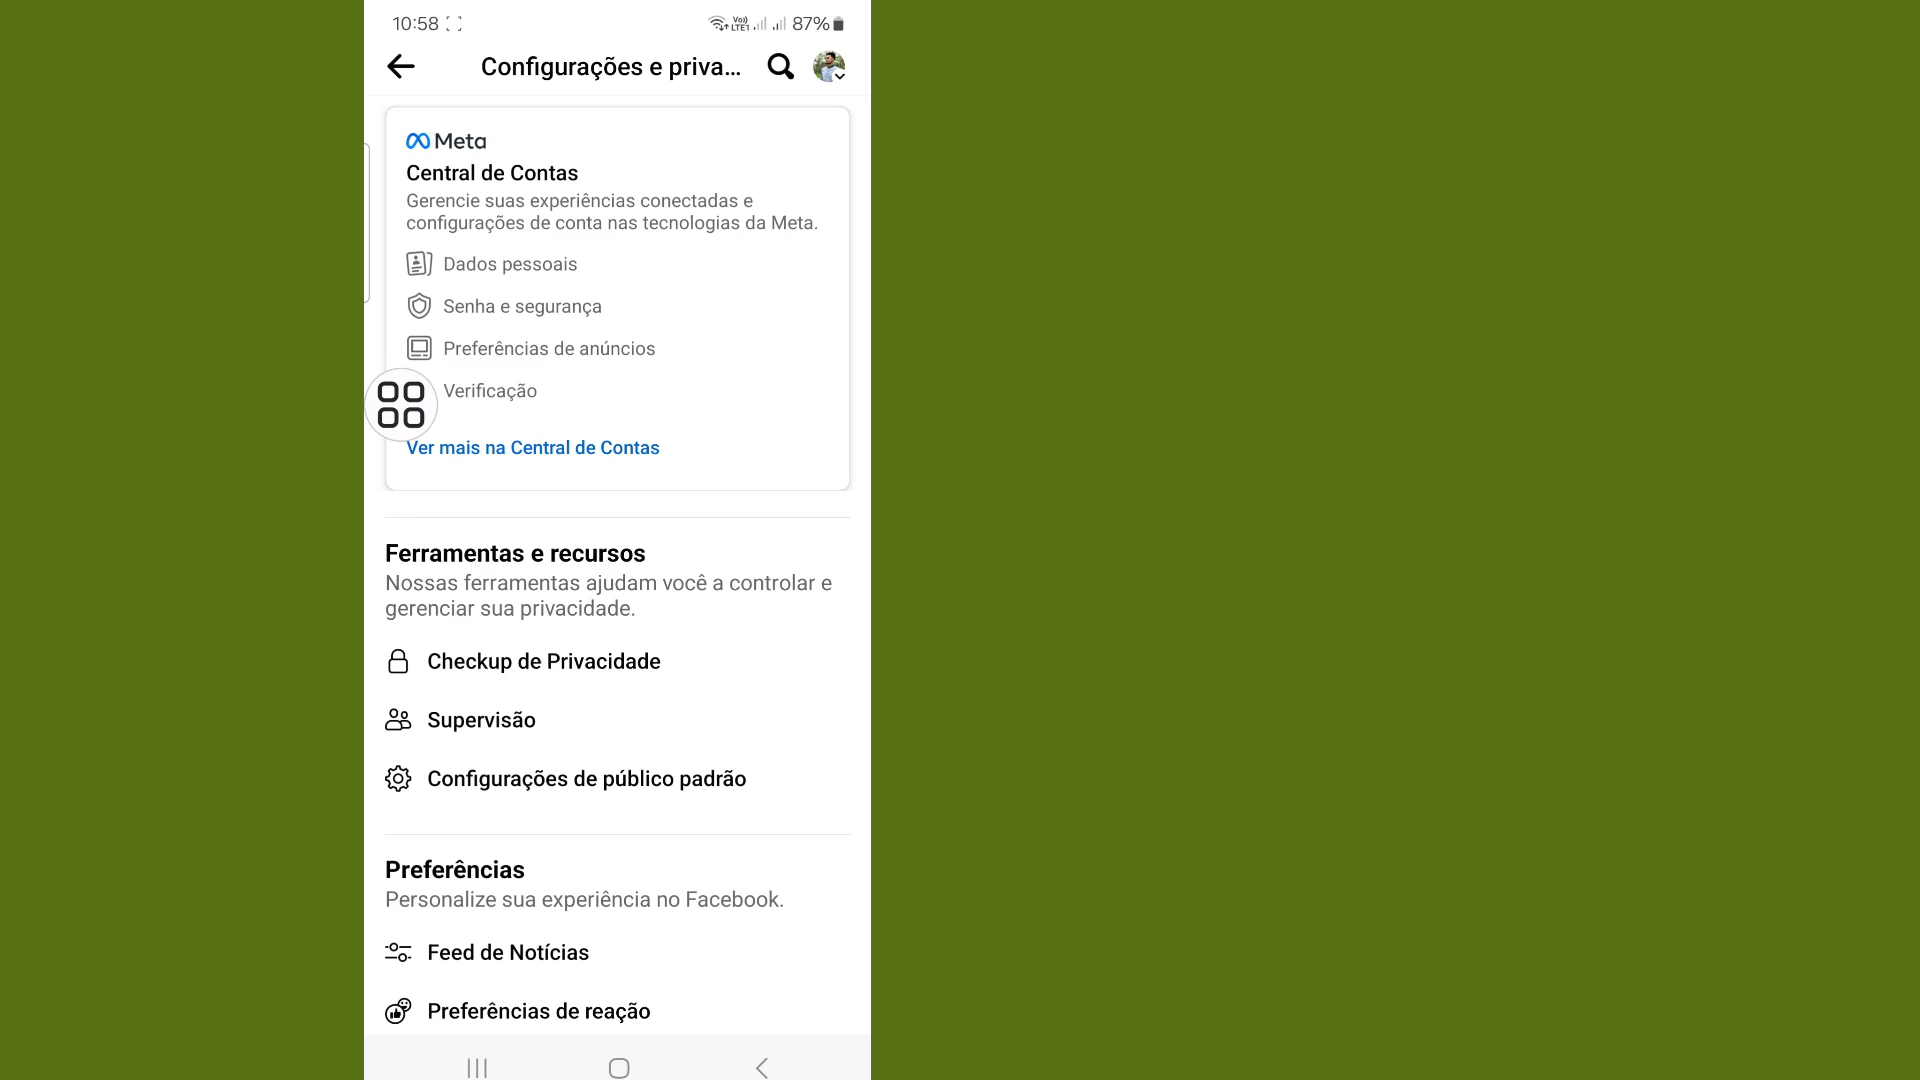 10:58
Vo)) LTE1 87%
Configurações e priva...
Meta
Central de Contas
Gerencie suas experiências conectadas e
configurações de conta nas tecnologias da Meta.
Dados pessoais
Senha e segurança
Preferências de anúncios
Verificação
Ver mais na Central de Contas
Ferramentas e recursos
Nossas ferramentas ajudam você a controlar e
gerenciar sua privacidade.
Checkup de Privacidade
Supervisão
Configurações de público padrão
Preferências
Personalize sua experiência no Facebook.
Feed de Notícias
Preferências de reação